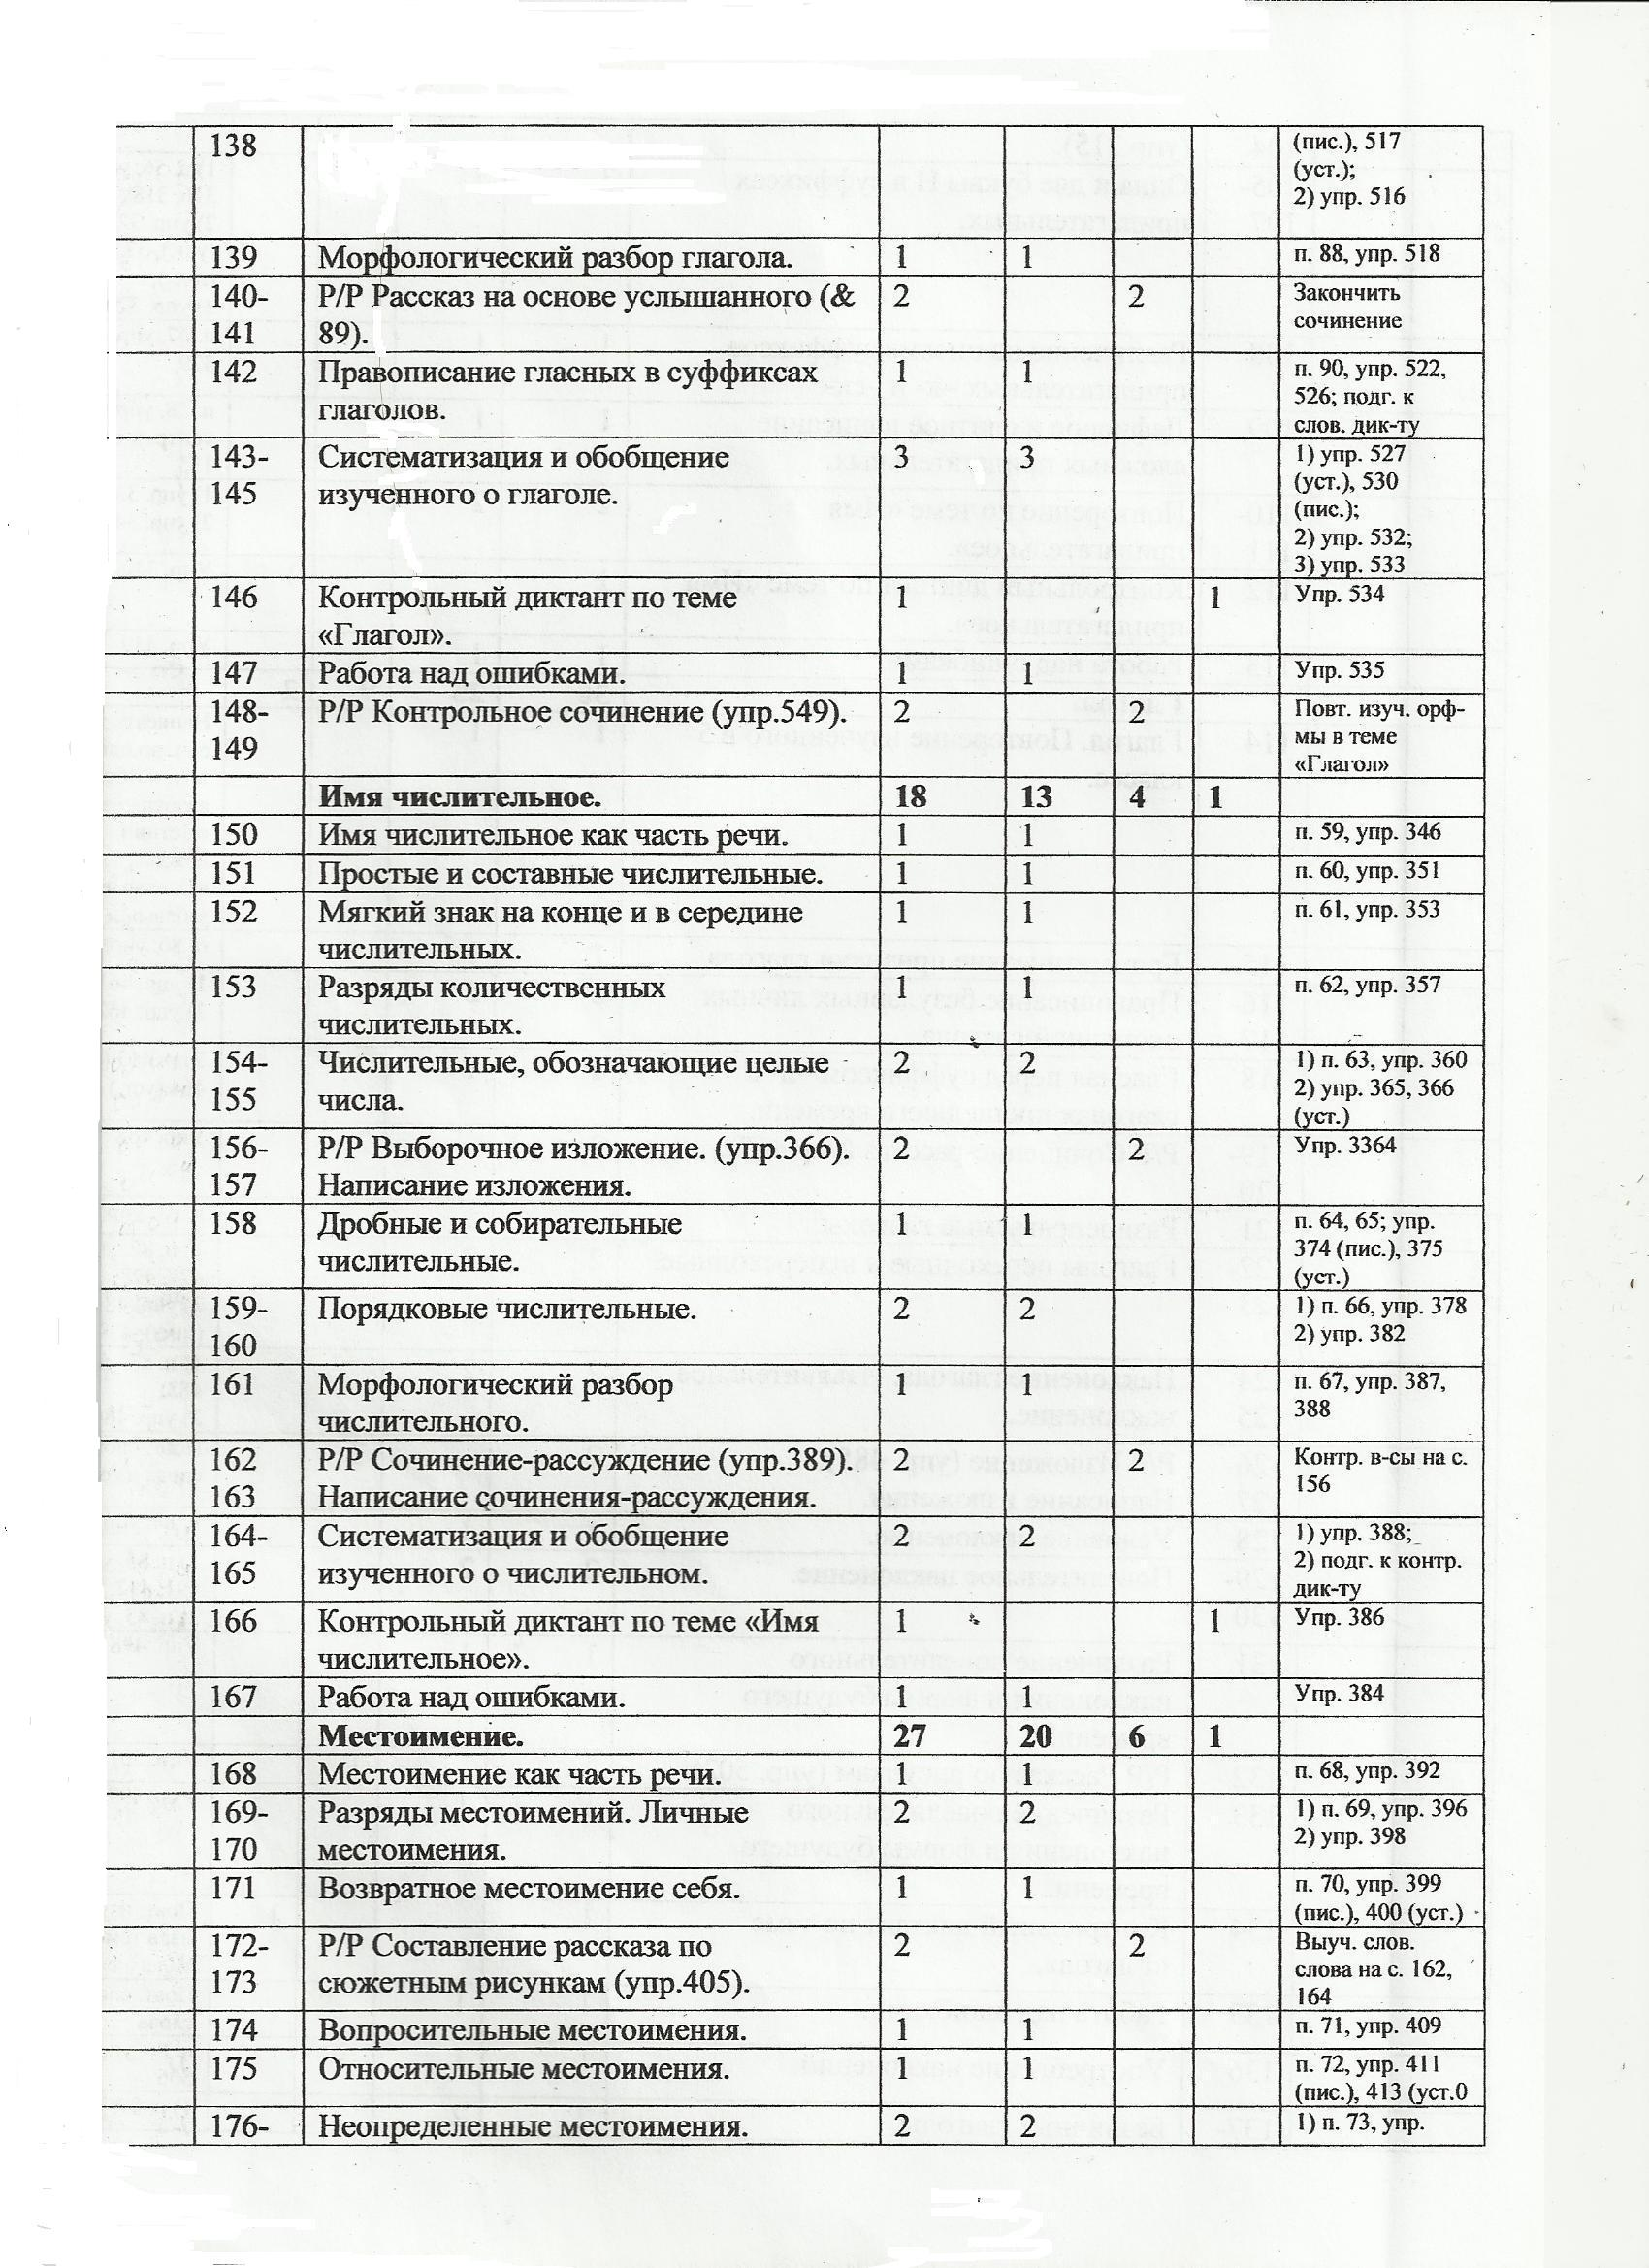 138 (пис.), 517
(уст.);
2) упр. 516
139 Морфологический разбор глагола. 1 1 п. 88, упр. 518
140- Р/Р Рассказ на основе услышанного (& 2 2 Закончить
141 89). сочинение
142 Правописание гласных в суффиксах 1 1 п. 90, упр. 522,
глаголов. 526; подг. к
слов. дик-ту
143- Систематизация и обобщение 3 3 1) упр. 527
145 изученного о глаголе. (уст.), 530
(пис.);
2) упр. 532;
3) упр. 533
146 Контрольный диктант по теме 1 1 Упр. 534
«Глагол».
147 Работа над ошибками. 1 1 Упр. 535
148- Р/Р Контрольное сочинение (упр.549). 2 2 Повт. изуч. орф-
149 мы в теме
«Глагол»
Имя числительное. 18 13 4 1
150 Имя числительное как часть речи. 1 1 п. 59, упр. 346
151 Простые и составные числительные. 1 1 п. 60, упр. 351
152 Мягкий знак на конце и в середине 1 1 п. 61, упр. 353
числительных.
153 Разряды количественных 1 1 п. 62, упр. 357
числительных.
154- Числительные, обозначающие целые 2 2 1) п. 63, упр. 360
155 числа. 2) упр. 365, 366
(уст.)
156- Р/Р Выборочное изложение. (упр.366). 2 2 Упр. 3364
157 Написание изложения.
158 Дробные и собирательные 1 1 п. 64, 65; упр.
числительные. 374 (пис.), 375
(уст.)
159- Порядковые числительные. 2 2 1) п. 66, упр. 378
160 2) упр. 382
161 Морфологический разбор 1 1 п. 67, упр. 387,
числительного. 388
162 Р/Р Сочинение-рассуждение (упр.389). 2 2 Контр. в-сы на с.
163 Написание сочинения-рассуждения. 156
164- Систематизация и обобщение 2 2 1) упр. 388;
165 изученного о числительном. 2) подг. к контр.
дик-ту
166 Контрольный диктант по теме «Имя 1 1 Упр. 386
числительное».
167 Работа над ошибками. 1 1 Упр. 384
Местоимение. 27 20 6 1
168 Местоимение как часть речи. 1 1 п. 68, упр. 392
169- Разряды местоимений. Личные 2 2 1) п. 69, упр. 396
170 местоимения. 2) упр. 398
171 Возвратное местоимение себя. 1 1 п. 70, упр. 399
(пис.), 400 (уст.)
172- Р/Р Составление рассказа по 2 2 Выуч. слов.
173 сюжетным рисункам (упр.405). слова на с. 162,
164
174 Вопросительные местоимения. 1 1 п. 71, упр. 409
175 Относительные местоимения. 1 1 п. 72, упр. 411
(пис.), 413 (уст.0
176- Неопределенные местоимения. 2 2 1) п. 73, упр.